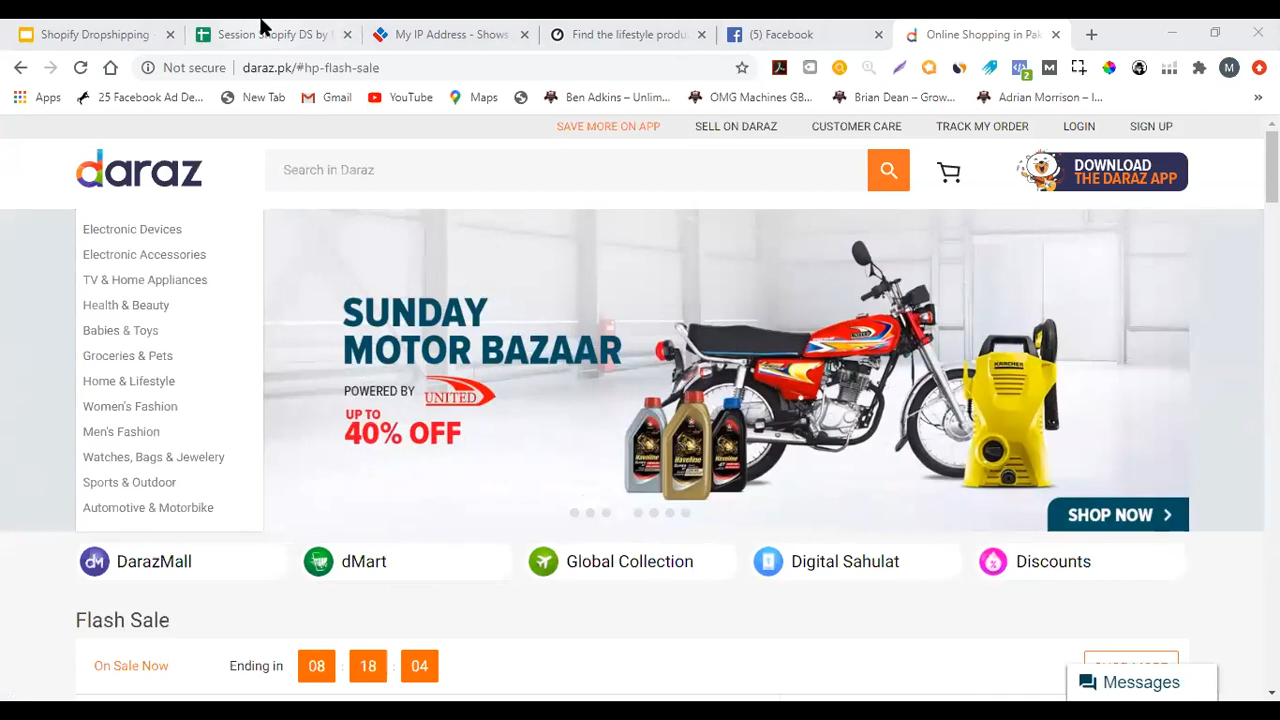 Shopify Dropshipping
Session Shopify DS by
My IP Address - Shows
Find the lifestyle produ
(5) Facebook
Online Shopping in Pak
Not secure
daraz.pk/#hp-flash-sale
2
M
M
Apps
25 Facebook Ad De...
New Tab
Gmail
YouTube
Maps
Ben Adkins – Unlim...
OMG Machines GB...
Brian Dean – Grow...
Adrian Morrison – I...
»
SAVE MORE ON APP
SELL ON DARAZ
CUSTOMER CARE
TRACK MY ORDER
LOGIN
SIGN UP
daraz
Search in Daraz
DOWNLOAD
THE DARAZ APP
Electronic Devices
Electronic Accessories
TV & Home Appliances
Health & Beauty
Babies & Toys
Groceries & Pets
Home & Lifestyle
Women's Fashion
Men's Fashion
Watches, Bags & Jewelery
Sports & Outdoor
Automotive & Motorbike
SUNDAY
MOTOR BAZAAR
POWERED BY
UNITED
UP TO
40% OFF
KARCHER
Havoline
Havoline
Havoline
SHOP NOW
DarazMall
dMart
Global Collection
Digital Sahulat
Discounts
Flash Sale
On Sale Now
Ending in
08 : 18 : 04
Messages